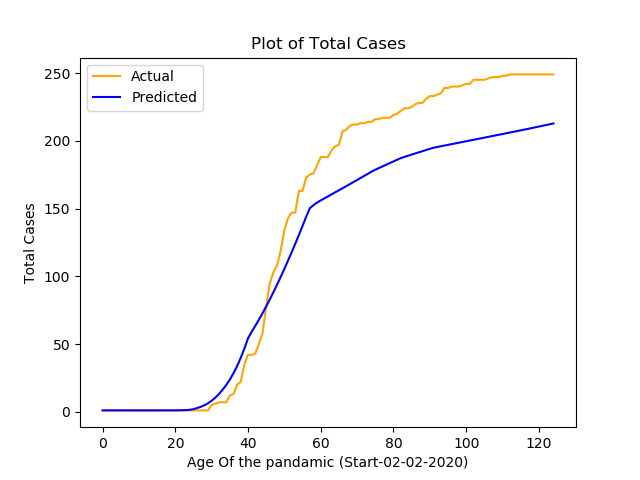 Plot of Total Cases
Actual
Predicted
250
200
150
100
50
0
Total Cases
0 20 40 60 80 100 120
Age Of the pandamic (Start-02-02-2020)